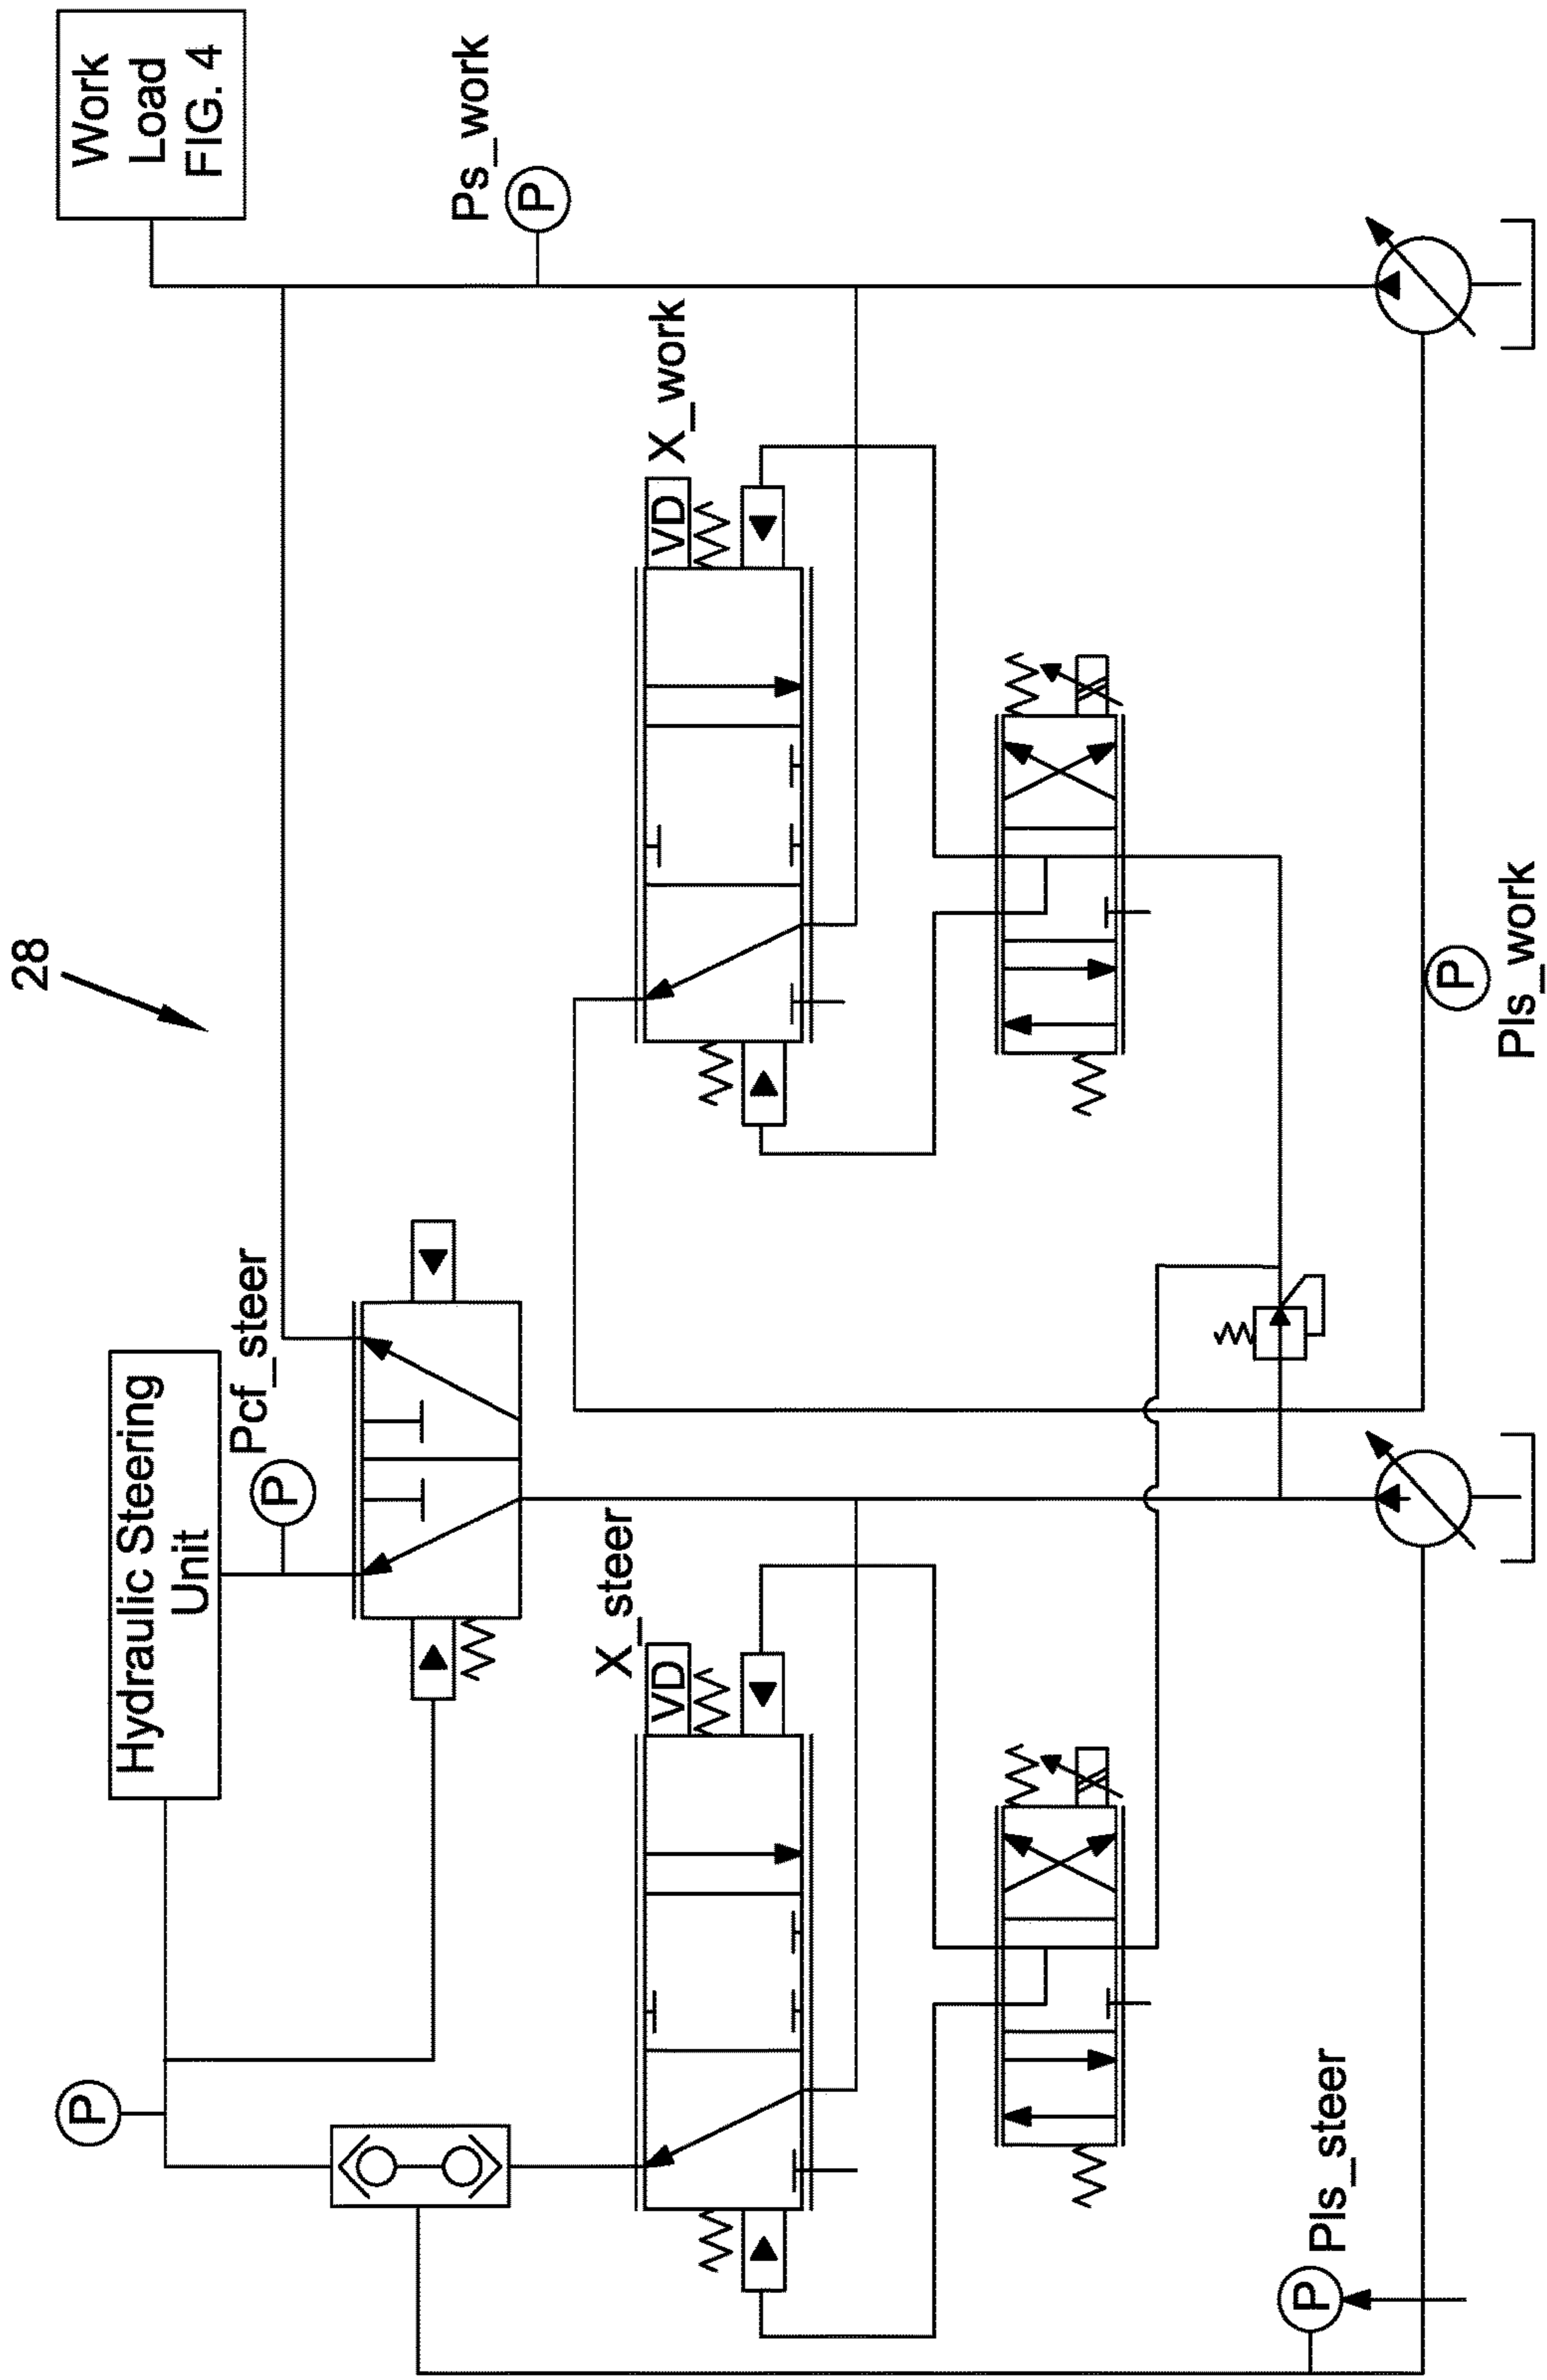 28
Work
Load
FIG. 4
Hydraulic Steering
Unit
Pcf_steer
P
Ps_work
P
P
X_steer
VD
X_work
VD
Pls_steer
P
P
Pls_work